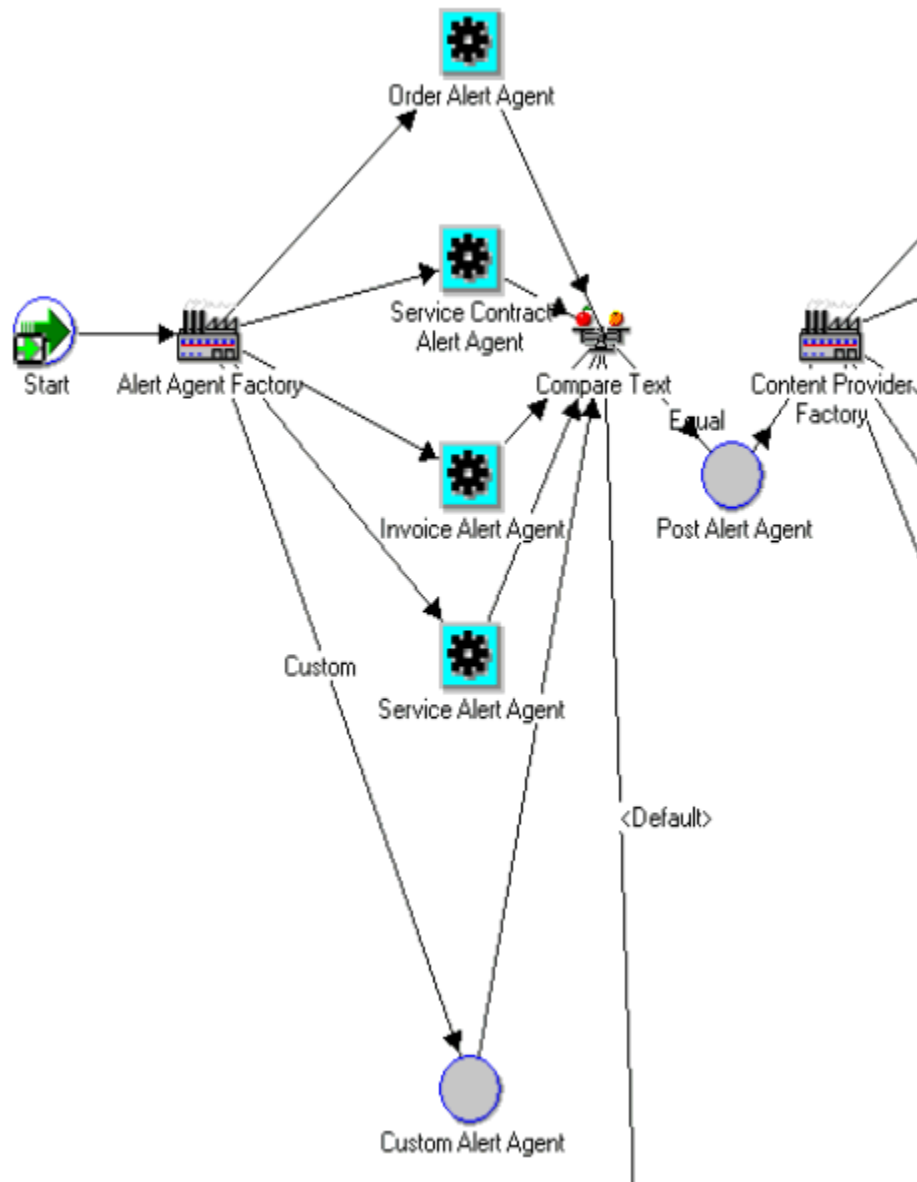 Order Alert Agent
Service Contract
Alert Agent
Start
Alert Agent Factory
Compare Text
Content Provider
Factory
Equal
Invoice Alert Agent
Post Alert Agent
Custom
Service Alert Agent
<Default>
Custom Alert Agent